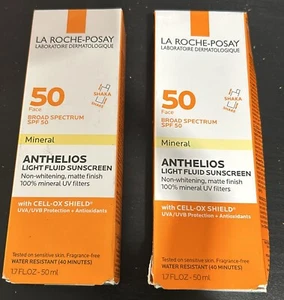 LA ROCHE-POSAY
LABORATOIRE DERMATOLOGIQUE
SHAKA
SHAKE
50
Face
BROAD SPECTRUM
SPF 50
Mineral
ANTHELIOS
LIGHT FLUID SUNSCREEN
Non-whitening, matte finish
100% mineral UV filters
with CELL-OX SHIELD®
UVA/UVB Protection + Antioxidants
Tested on sensitive skin. Fragrance-free
WATER RESISTANT (40 MINUTES)
1.7 FL.OZ - 50 mL
LA ROCHE-POSAY
LABORATOIRE DERMATOLOGIQUE
SHAKA
SHAKE
50
Face
BROAD SPECTRUM
SPF 50
Mineral
ANTHELIOS
LIGHT FLUID SUNSCREEN
Non-whitening, matte finish
100% mineral UV filters
with CELL-OX SHIELD®
UVA/UVB Protection + Antioxidants
Tested on sensitive skin. Fragrance-free
WATER RESISTANT (40 MINUTES)
1.7 FL.OZ - 50 mL